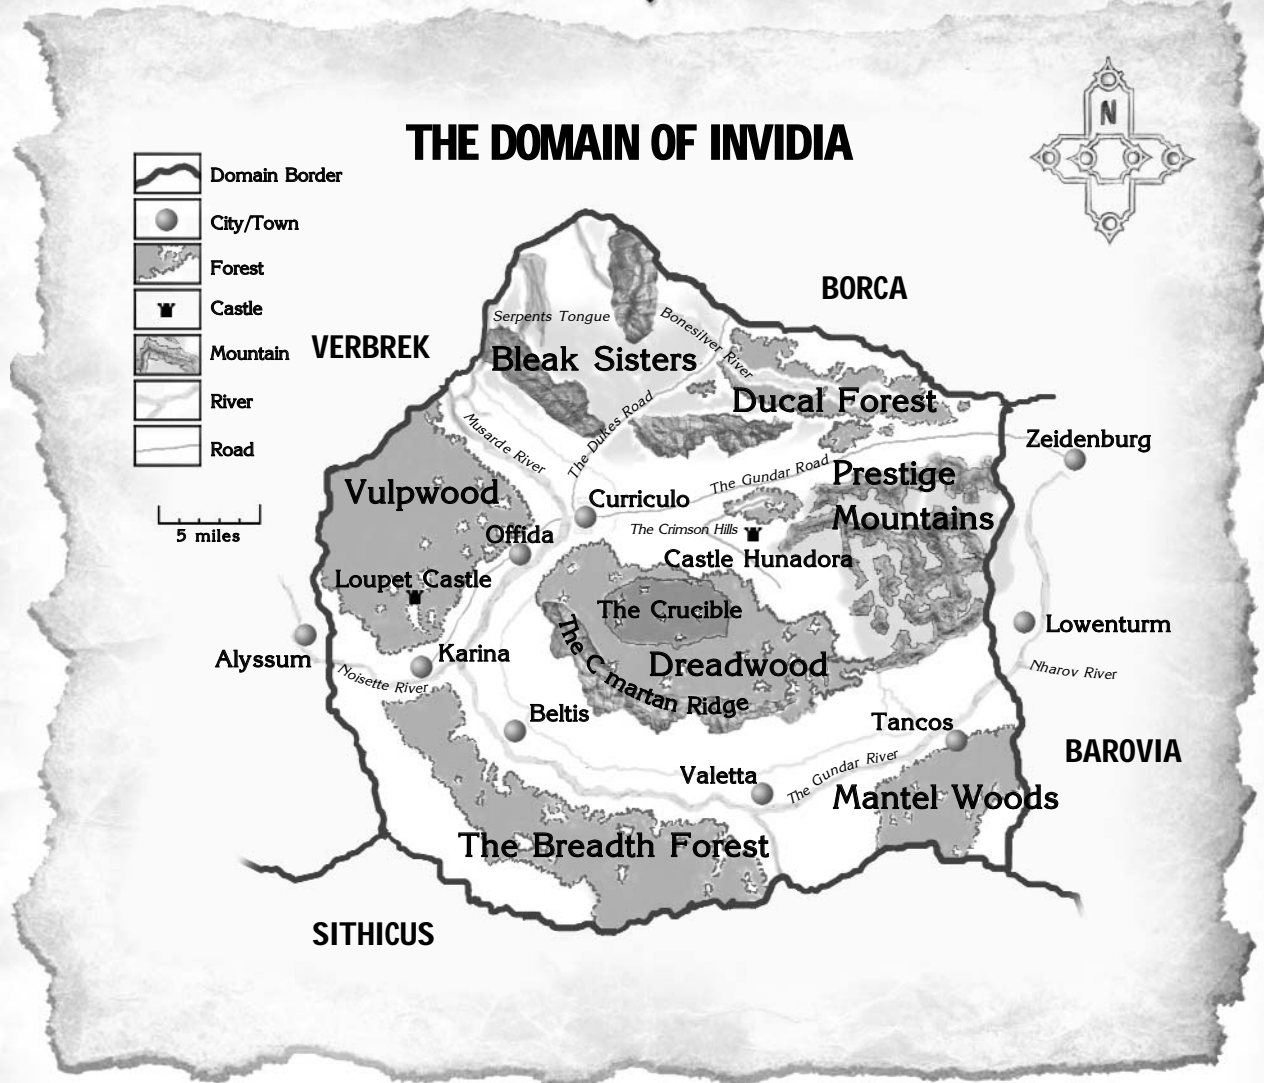 THE DOMAIN OF INVIDIA
N
Domain Border
City/Town
Forest
Castle
Mountain
River
Road
5 miles
BORCA
VERBREK
Serpents Tongue
Bonesilver River
Bleak Sisters
Ducal Forest
The Dukes Road
Musarde River
Zeidenburg
The Gundar Road
Prestige
Mountains
Vulpwood
Curriculo
Offida
The Crimson Hills
Castle Hunadora
Loupet Castle
The Crucible
Lowenturm
Alyssum
Karina
The C martan Ridge
Dreadwood
Noisette River
Nharov River
Beltis
Tancos
BAROVIA
Valetta
The Gundar River
Mantel Woods
The Breadth Forest
SITHICUS